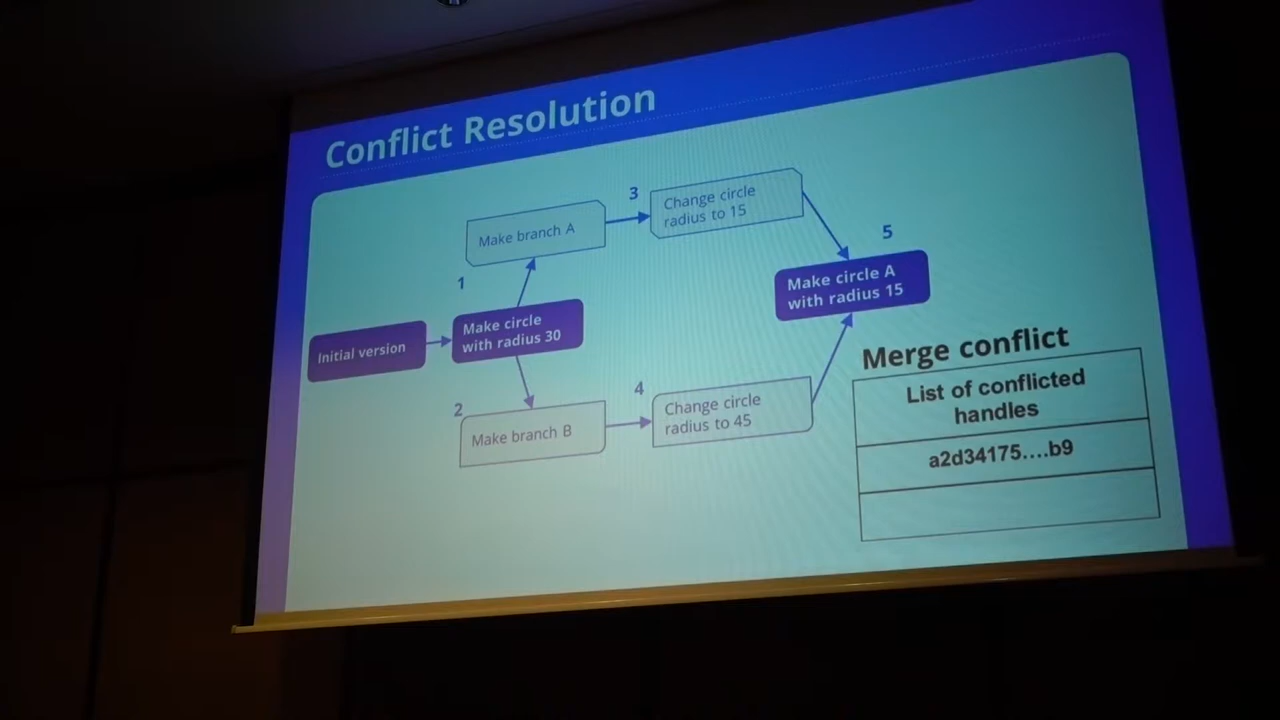 Conflict Resolution
3
Change circle
radius to 15
Make branch A
5
1
Make circle A
with radius 15
Make circle
with radius 30
Initial version
Merge conflict
List of conflicted
handles
4
2
Change circle
radius to 45
Make branch B
a2d34175....b9